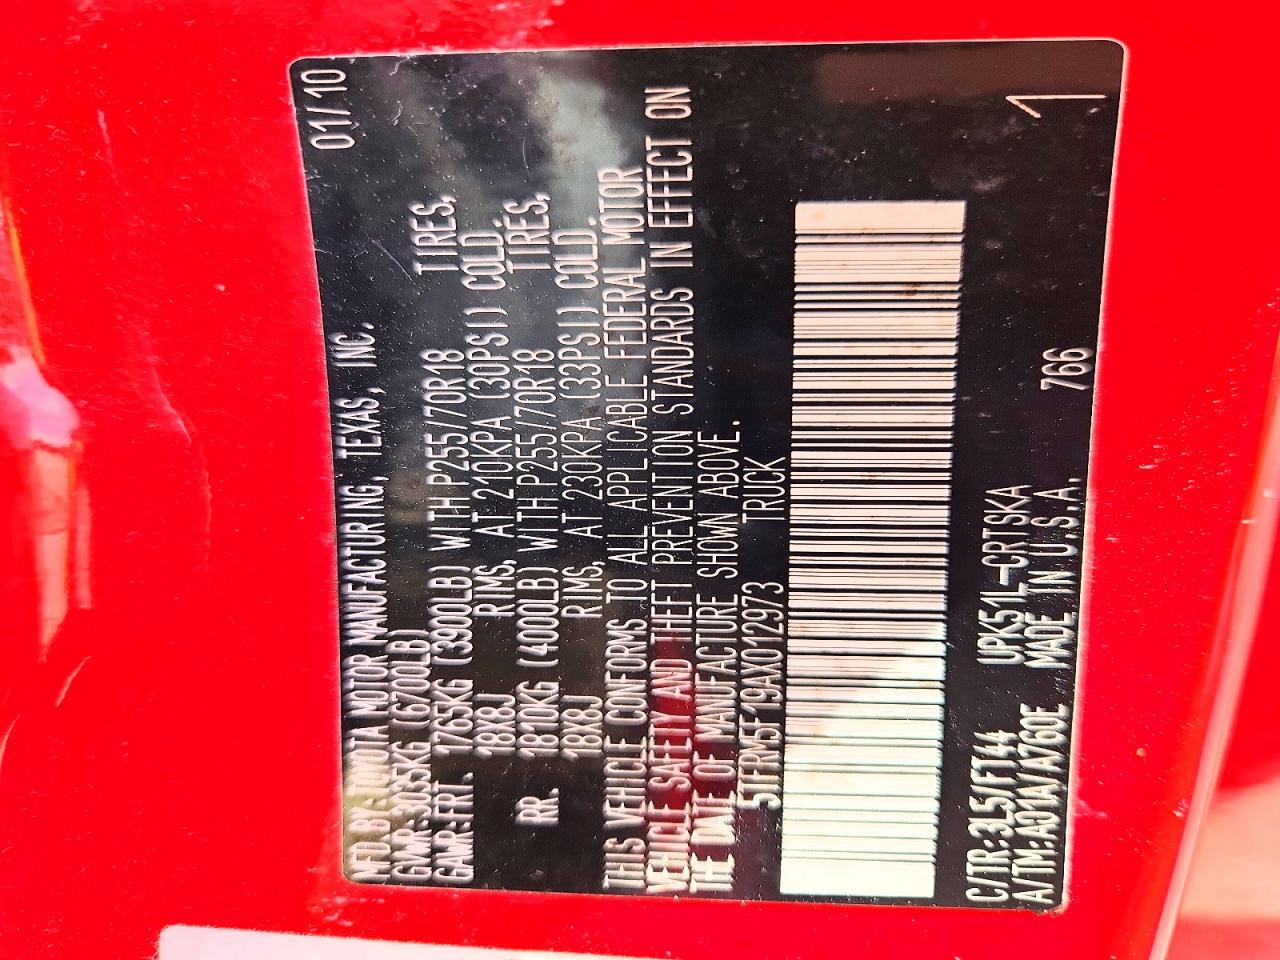 MFD.BY:TOYOTA MOTOR MANUFACTURING, TEXAS, INC. 01/10
GVWR:3035KG (6700LB)
GAWR:FRT. 1765KG (3900LB) WITH P255/70R18 TIRES,
18X8J RIMS, AT 210KPA (30PSI) COLD.
RR. 1810KG (4000LB) WITH P255/70R18 TIRES,
18X8J RIMS, AT 230KPA (33PSI) COLD.
THIS VEHICLE CONFORMS TO ALL APPLICABLE FEDERAL MOTOR
VEHICLE SAFETY AND THEFT PREVENTION STANDARDS IN EFFECT ON
THE DATE OF MANUFACTURE SHOWN ABOVE.
5TFRM5F19AX012973 TRUCK
C/TR:3L5/FT44 UPK51L-CRTSKA
A/TM:A01A/A760E MADE IN U.S.A. 766 1